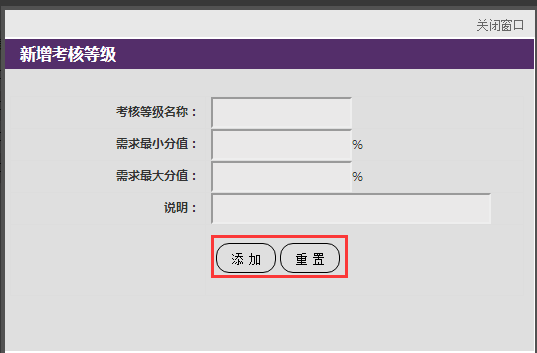 关闭窗口
新增考核等级
考核等级名称：
需求最小分值： %
需求最大分值： %
说明：
添 加 重 置